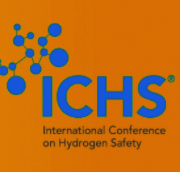 ICHS®
International Conference
on Hydrogen Safety